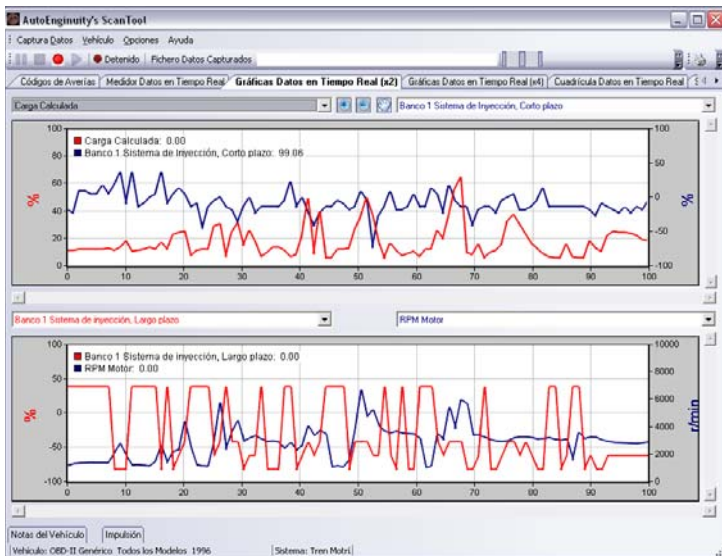 AutoEnginuity's ScanTool
Captura Datos Vehículo Opciones Ayuda
Detenido Fichero Datos Capturados
Códigos de Averías Medidor Datos en Tiempo Real Gráficas Datos en Tiempo Real (x2) Gráficas Datos en Tiempo Real (x4) Cuadrícula Datos en Tiempo Real
Carga Calculada Banco 1 Sistema de Inyección, Corto plazo
100 80 60 40 20 0
%
Carga Calculada: 0.00
Banco 1 Sistema de Inyección, Corto plazo: 99.06
100 50 0 -50 -100
%
0 10 20 30 40 50 60 70 80 90 100
Banco 1 Sistema de inyección, Largo plazo RPM Motor
100 50 0 -50 -100
%
Banco 1 Sistema de inyección, Largo plazo: 0.00
RPM Motor: 0.00
10000 8000 6000 4000 2000 0
r/min
0 10 20 30 40 50 60 70 80 90 100
Notas del Vehículo Impulsión
Vehículo: OBD-II Genérico Todos los Modelos 1996 Sistema: Tren Motri.